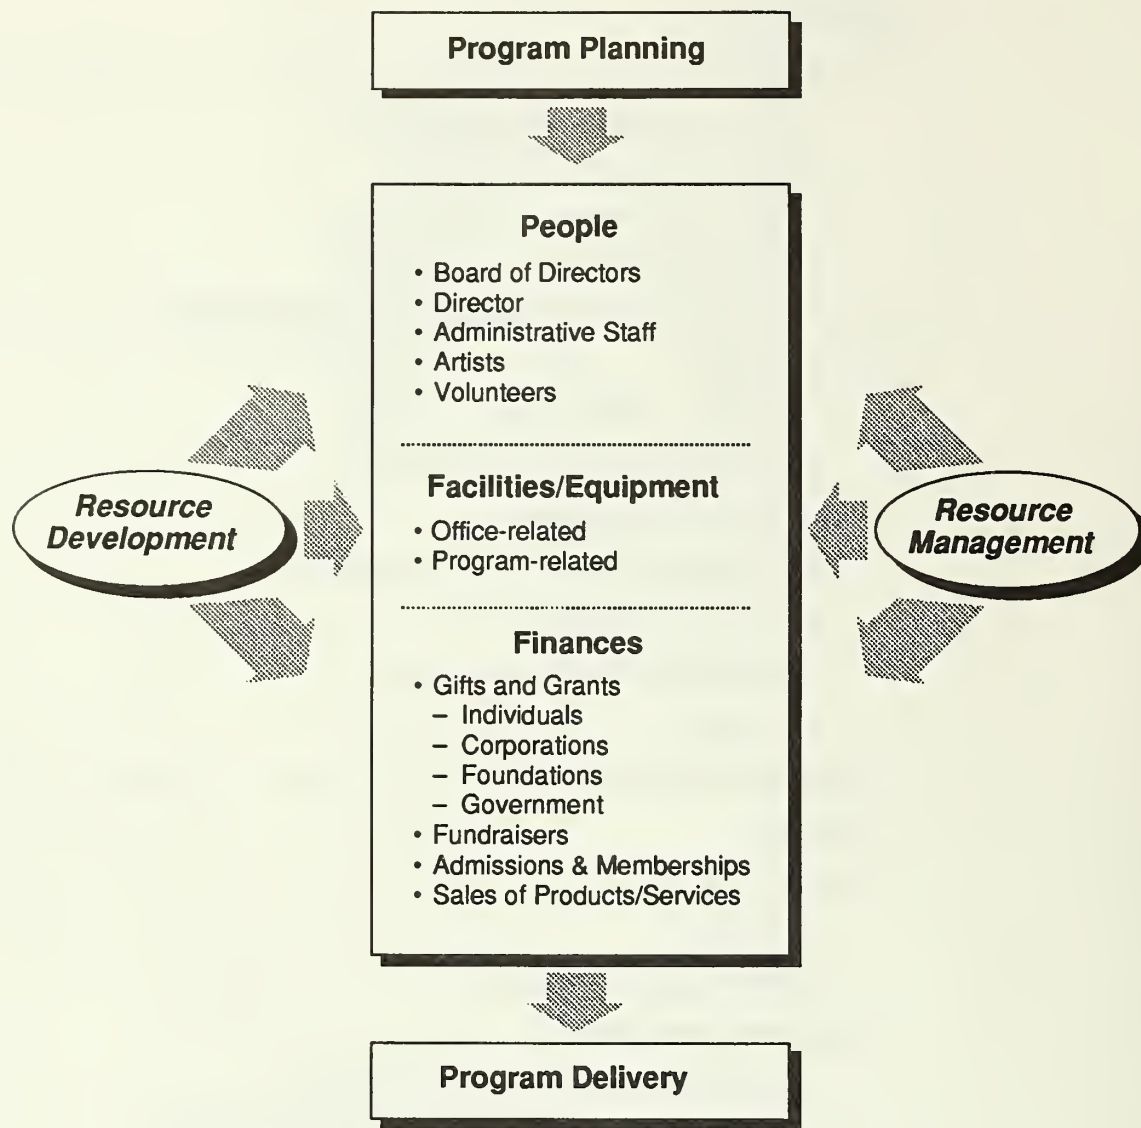 Program Planning
People
• Board of Directors
• Director
• Administrative Staff
• Artists
• Volunteers
Facilities/Equipment
• Office-related
• Program-related
Finances
• Gifts and Grants
– Individuals
– Corporations
– Foundations
– Government
• Fundraisers
• Admissions & Memberships
• Sales of Products/Services
Resource
Development
Resource
Management
Program Delivery